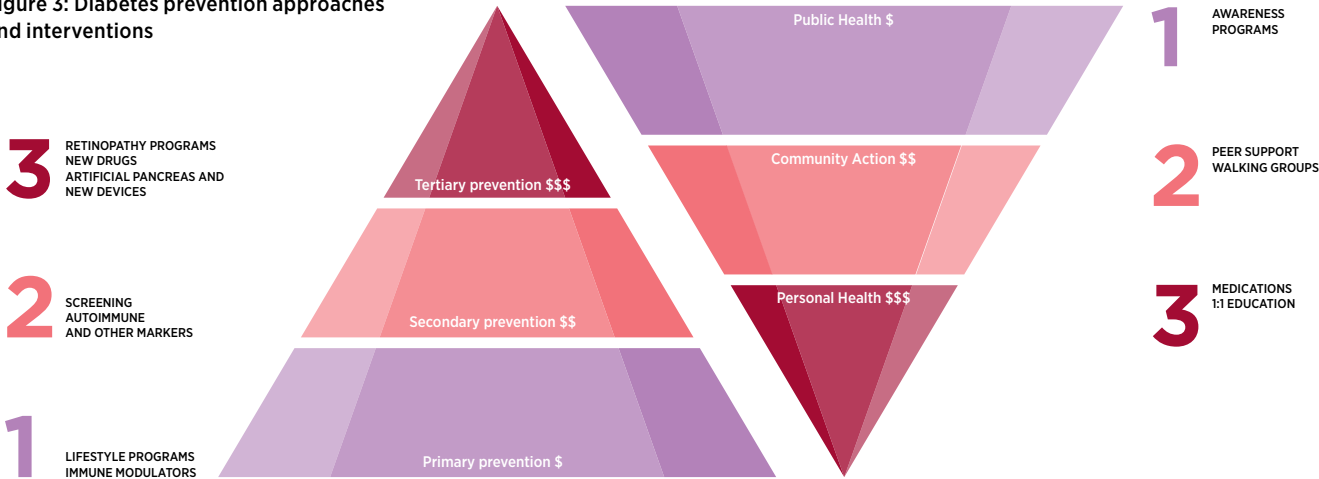 igure 3: Diabetes prevention approaches
nd interventions
3
RETINOPATHY PROGRAMS
NEW DRUGS
ARTIFICIAL PANCREAS AND
NEW DEVICES
2
SCREENING
AUTOIMMUNE
AND OTHER MARKERS
1
LIFESTYLE PROGRAMS
IMMUNE MODULATORS
Tertiary prevention $$$
Secondary prevention $$
Primary prevention $
Public Health $
Community Action $$
Personal Health $$$
1
AWARENESS
PROGRAMS
2
PEER SUPPORT
WALKING GROUPS
3
MEDICATIONS
1:1 EDUCATION